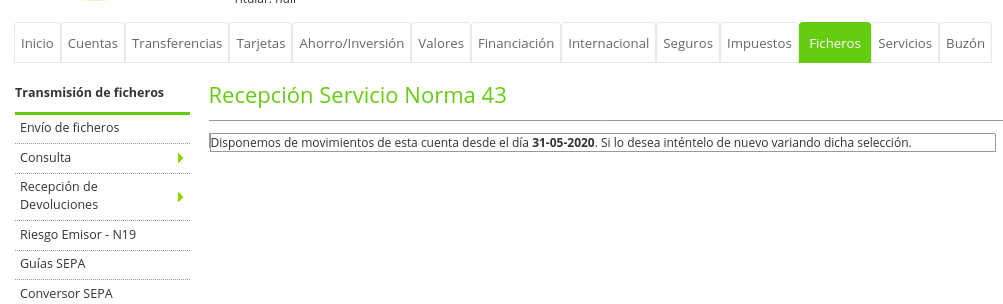 Titular: null
Inicio
Cuentas
Transferencias
Tarjetas
Ahorro/Inversión
Valores
Financiación
Internacional
Seguros
Impuestos
Ficheros
Servicios
Buzón
Transmisión de ficheros
Envío de ficheros
Consulta
Recepción de
Devoluciones
Riesgo Emisor - N19
Guías SEPA
Conversor SEPA
Recepción Servicio Norma 43
Disponemos de movimientos de esta cuenta desde el día 31-05-2020. Si lo desea inténtelo de nuevo variando dicha selección.